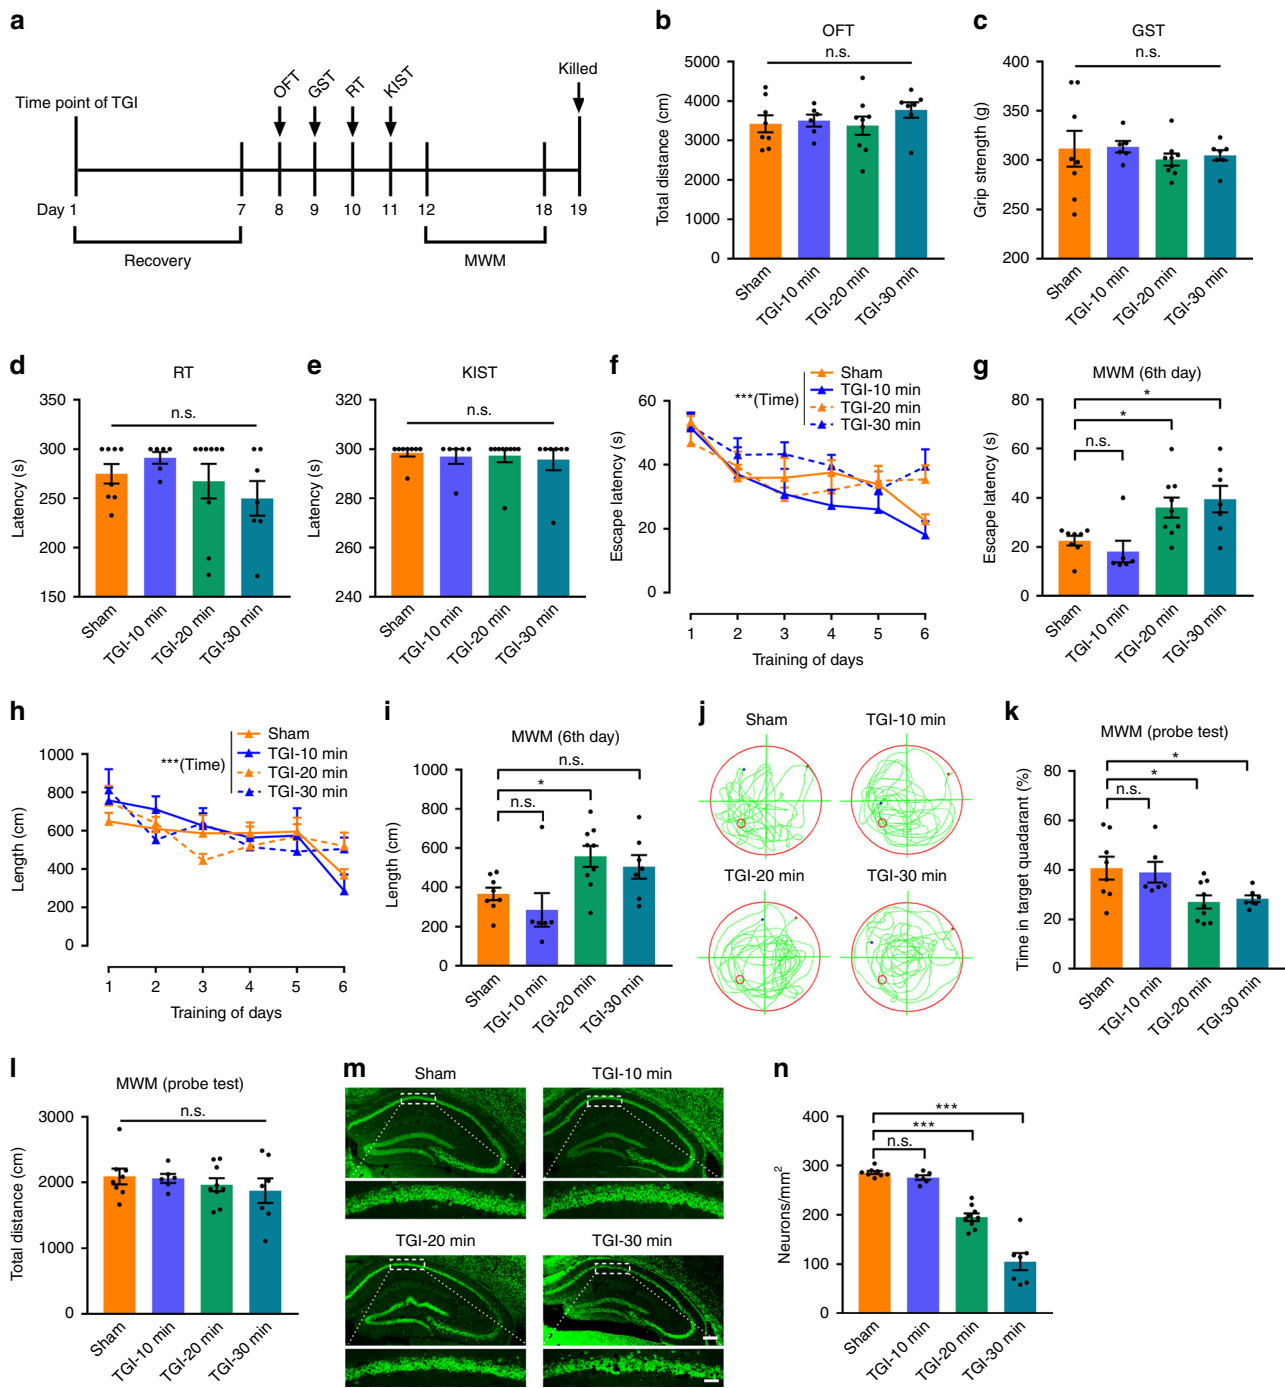 a
Time point of TGI
OFT
GST
RT
KIST
Killed
Day 1 7 8 9 10 11 12 18 19
Recovery
MWM
b
OFT
n.s.
Total distance (cm)
5000
4000
3000
2000
1000
0
Sham
TGI-10 min
TGI-20 min
TGI-30 min
c
GST
n.s.
Grip strength (g)
400
350
300
250
200
Sham
TGI-10 min
TGI-20 min
TGI-30 min
d
RT
n.s.
Latency (s)
350
300
250
200
150
Sham
TGI-10 min
TGI-20 min
TGI-30 min
e
KIST
n.s.
Latency (s)
320
300
280
260
240
Sham
TGI-10 min
TGI-20 min
TGI-30 min
f
***(Time)
Sham
TGI-10 min
TGI-20 min
TGI-30 min
Escape latency (s)
60
40
20
0
1 2 3 4 5 6
Training of days
g
MWM (6th day)
*
*
n.s.
Escape latency (s)
80
60
40
20
0
Sham
TGI-10 min
TGI-20 min
TGI-30 min
h
***(Time)
Sham
TGI-10 min
TGI-20 min
TGI-30 min
Length (cm)
1000
800
600
400
200
0
1 2 3 4 5 6
Training of days
i
MWM (6th day)
n.s.
*
n.s.
Length (cm)
1000
800
600
400
200
0
Sham
TGI-10 min
TGI-20 min
TGI-30 min
j
Sham
TGI-10 min
TGI-20 min
TGI-30 min
k
MWM (probe test)
*
*
n.s.
Time in target quadarant (%)
80
60
40
20
0
Sham
TGI-10 min
TGI-20 min
TGI-30 min
l
MWM (probe test)
n.s.
Total distance (cm)
3000
2000
1000
0
Sham
TGI-10 min
TGI-20 min
TGI-30 min
m
Sham
TGI-10 min
TGI-20 min
TGI-30 min
n
***
***
n.s.
Neurons/mm²
400
300
200
100
0
Sham
TGI-10 min
TGI-20 min
TGI-30 min